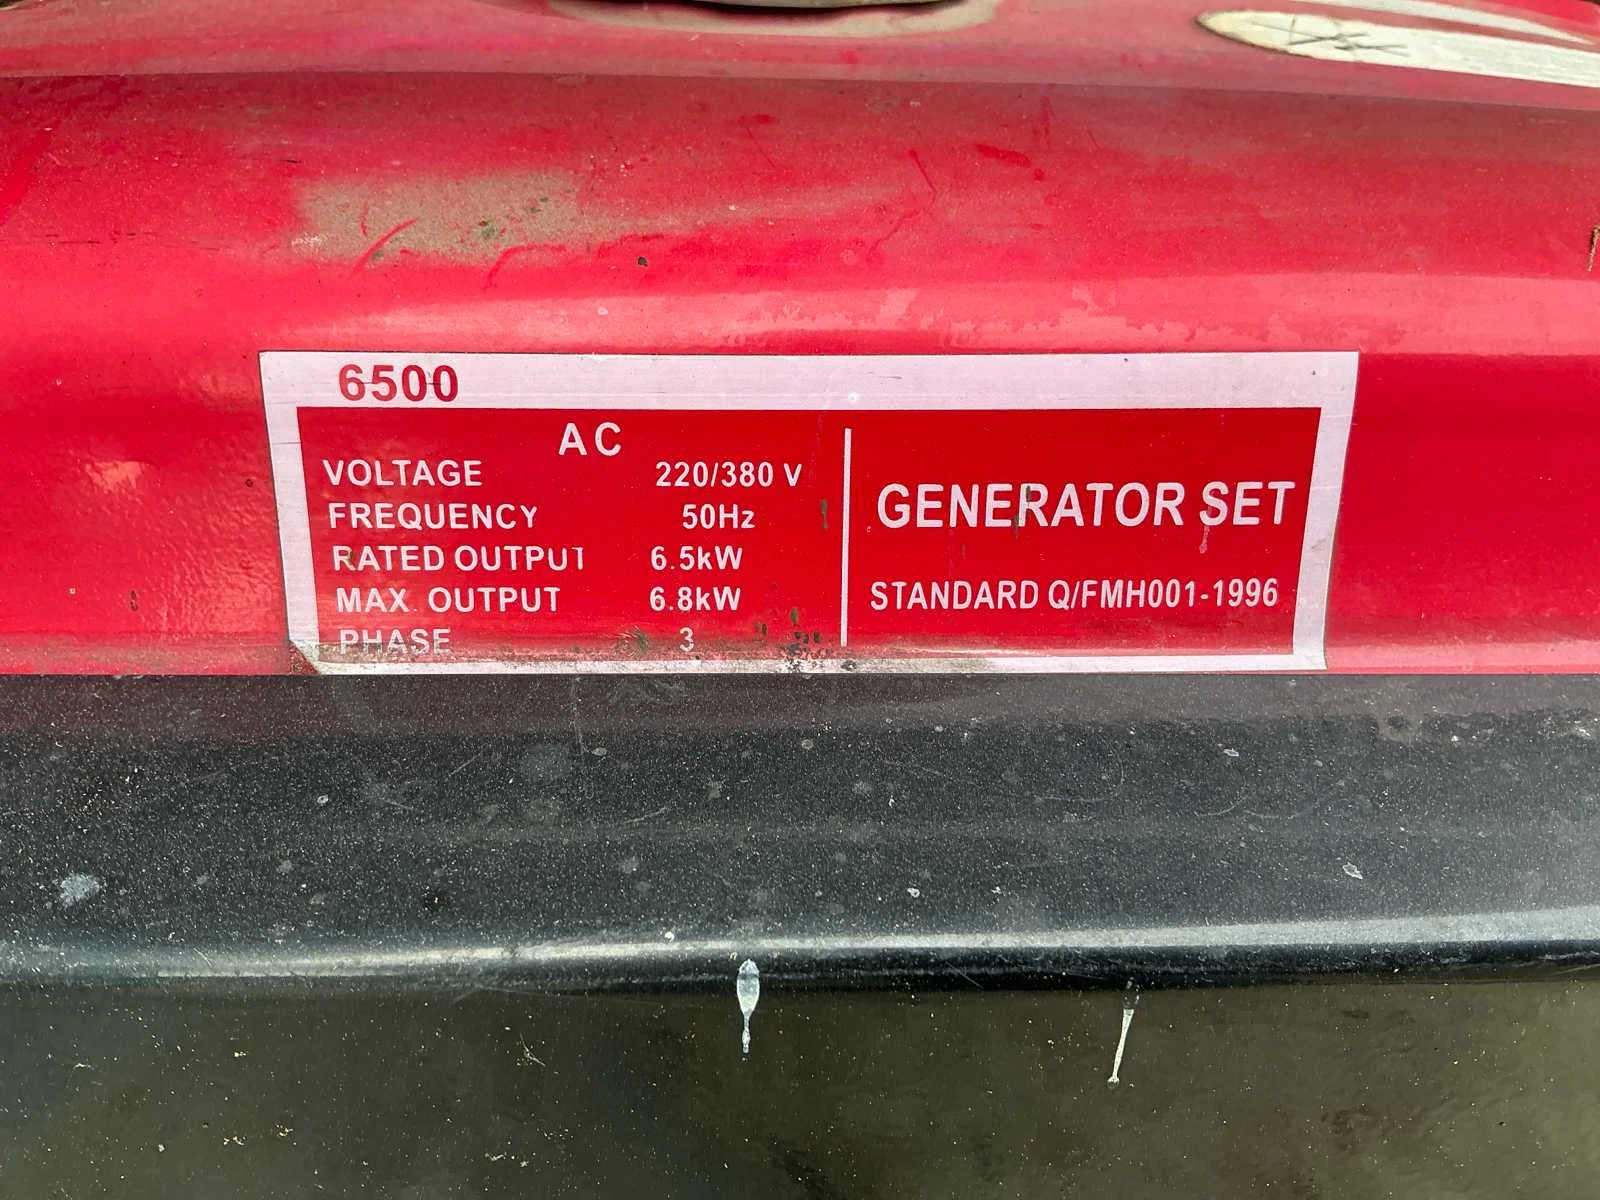 6500
AC
VOLTAGE 220/380 V
FREQUENCY 50Hz
RATED OUTPUT 6.5kW
MAX. OUTPUT 6.8kW
PHASE 3
GENERATOR SET
STANDARD Q/FMH001-1996